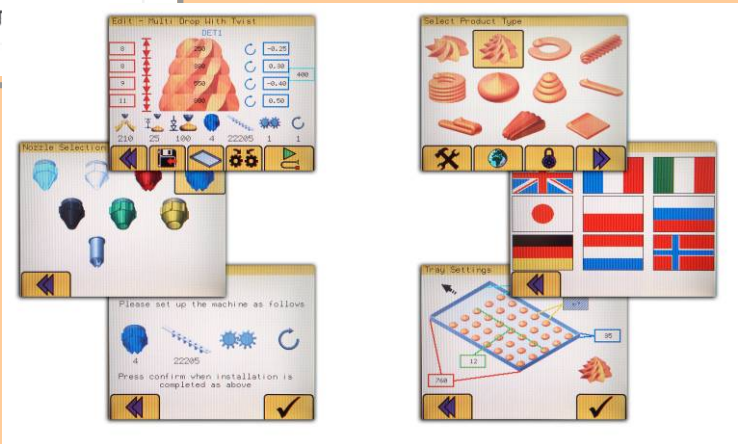 Edit - Multi Drop With Twist
DET1
8
250
-0.25
8
300
0.30
400
9
550
-0.40
11
0.50
210 25 100 4 22205 1 1
Select Product Type
Nozzle Selection
Please set up the machine as follows
4 22205
Press confirm when installation is
completed as above
Tray Settings
95
12
760